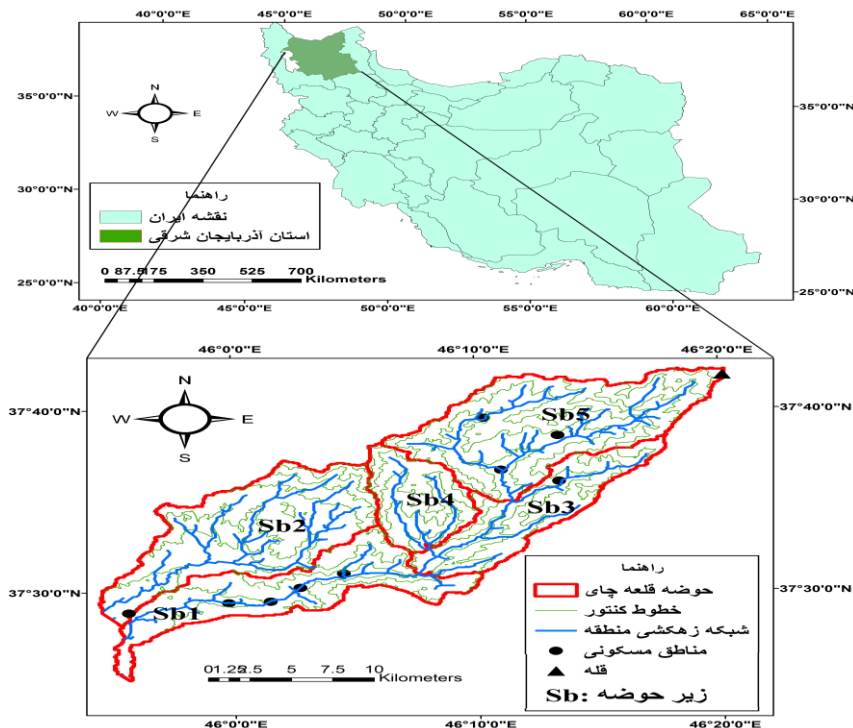 40°0'0"E 45°0'0"E 50°0'0"E 55°0'0"E 60°0'0"E
35°0'0"N
35°0'0"N
30°0'0"N
30°0'0"N
25°0'0"N
25°0'0"N
N
W E
S
راهنما
نقشه ایران
استان آذربایجان شرقی
0 87.5175 350 525 700
Kilometers
40°0'0"E 45°0'0"E 50°0'0"E 55°0'0"E 60°0'0"E
46°0'0"E 46°10'0"E 46°20'0"E
37°40'0"N
37°40'0"N
37°30'0"N
37°30'0"N
N
W E
S
Sb5
Sb4
Sb3
Sb2
Sb1
راهنما
حوضه قلعه چای
خطوط کنتور
شبکه زهکشی منطقه
مناطق مسکونی
قله
Sb: زیر حوضه
01.252.5 5 7.5 10
Kilometers
46°0'0"E 46°10'0"E 46°20'0"E